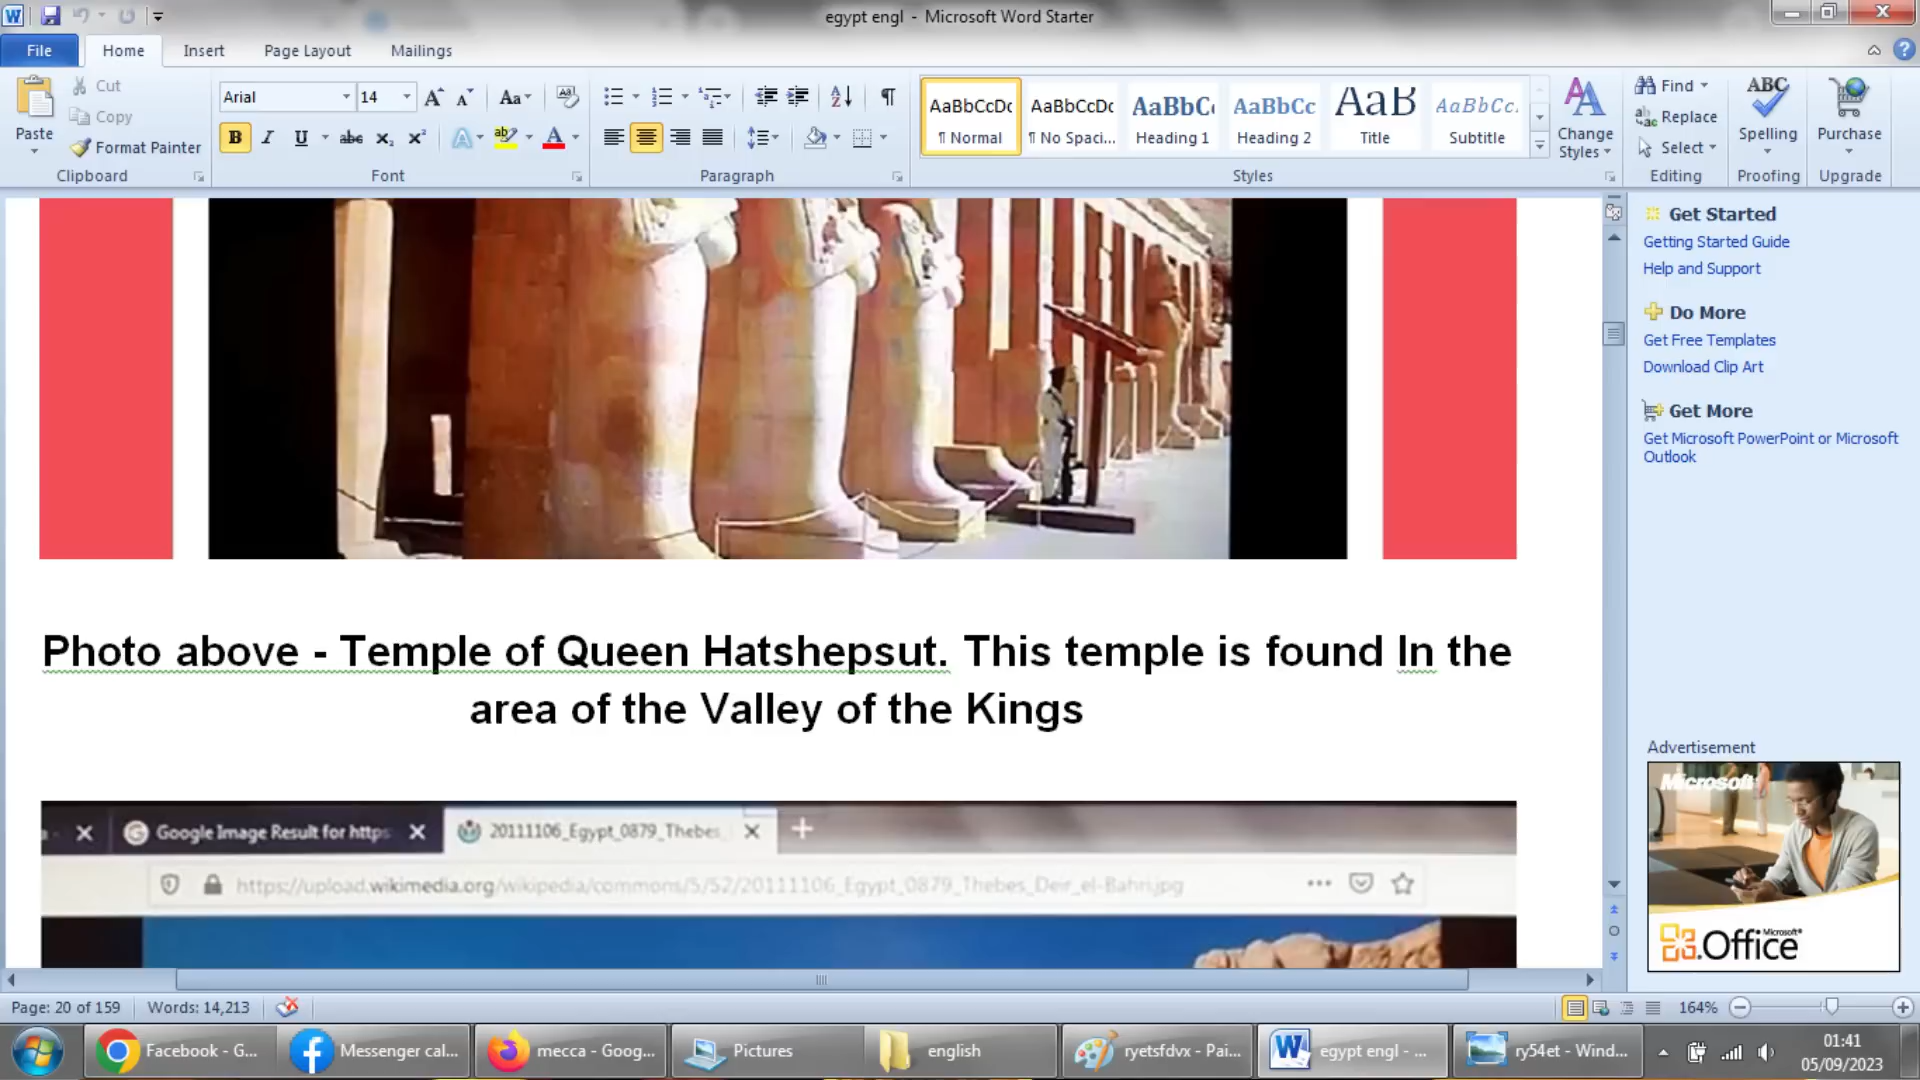 egypt engl - Microsoft Word Starter
File Home Insert Page Layout Mailings
Paste
Cut
Copy
Format Painter
Clipboard
Arial 14
Font
Paragraph
AaBbCcDc AaBbCcDc AaBbC AaBbCc AaB AaBbCc.
¶ Normal ¶ No Spaci... Heading 1 Heading 2 Title Subtitle
Change Styles
Styles
Find
Replace
Select
Editing
ABC
Spelling
Proofing
Purchase
Upgrade
Photo above - Temple of Queen Hatshepsut. This temple is found In the
area of the Valley of the Kings
Google Image Result for https 20111106_Egypt_0879_Thebes_
https://upload.wikimedia.org/wikipedia/commons/5/52/20111106_Egypt_0879_Thebes_Deir_el-Bahri.jpg
Get Started
Getting Started Guide
Help and Support
Do More
Get Free Templates
Download Clip Art
Get More
Get Microsoft PowerPoint or Microsoft
Outlook
Advertisement
Microsoft
Microsoft®
Office
Page: 20 of 159 Words: 14,213 164%
Facebook - G... Messenger cal... mecca - Goog... Pictures english ryetsfdvx - Pai... egypt engl - ... ry54et - Wind...
01:41
05/09/2023